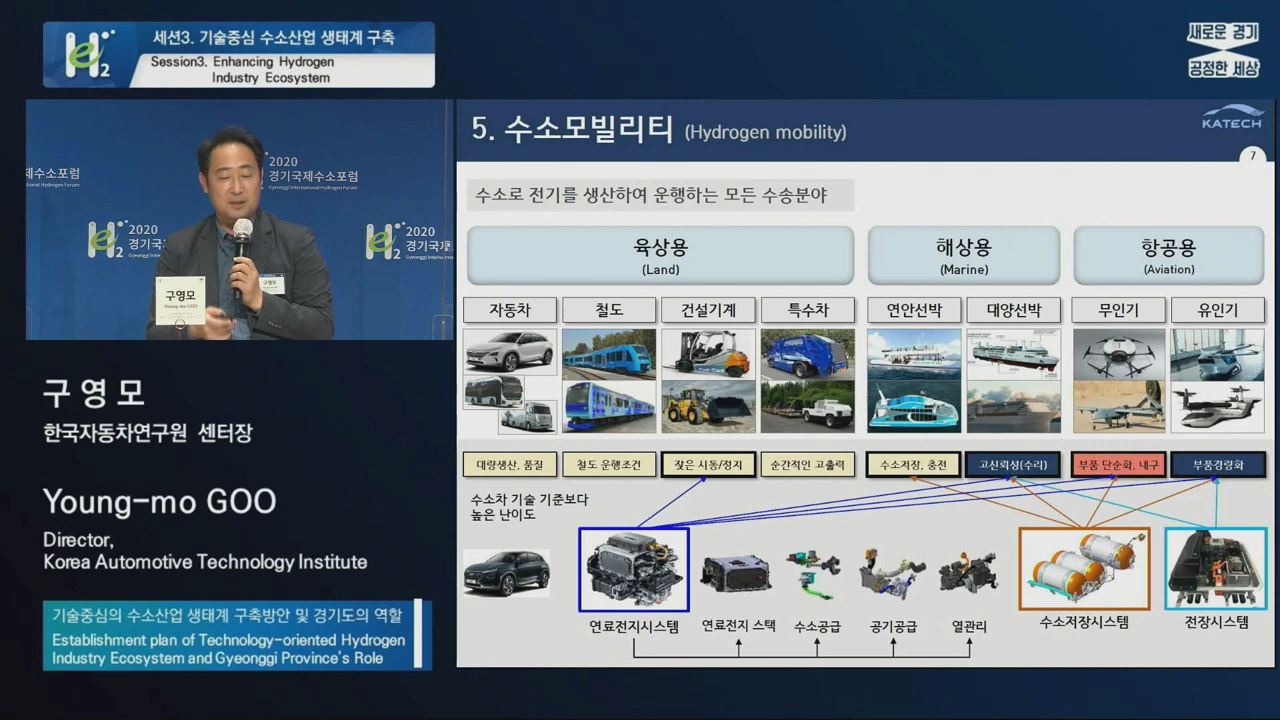 세션3. 기술중심 수소산업 생태계 구축
Session3. Enhancing Hydrogen
Industry Ecosystem
새로운 경기
공정한 세상
2020
경기국제수소포럼
Gyeonggi International Hydrogen Forum
2020
2020
구영모
Young-mo GOO
구영모
구 영 모
한국자동차연구원 센터장
Young-mo GOO
Director,
Korea Automotive Technology Institute
기술중심의 수소산업 생태계 구축방안 및 경기도의 역할
Establishment plan of Technology-oriented Hydrogen
Industry Ecosystem and Gyeonggi Province's Role
5. 수소모빌리티 (Hydrogen mobility)
KATECH
7
수소로 전기를 생산하여 운행하는 모든 수송분야
육상용 해상용 항공용
(Land) (Marine) (Aviation)
자동차 철도 건설기계 특수차 연안선박 대양선박 무인기 유인기
대량생산, 품질 철도 운행조건 잦은 시동/정지 순간적인 고출력 수소저장, 충전 고신뢰성(수리) 부품 단순화, 내구 부품경량화
수소차 기술 기준보다
높은 난이도
연료전지시스템 연료전지 스택 수소공급 공기공급 열관리 수소저장시스템 전장시스템